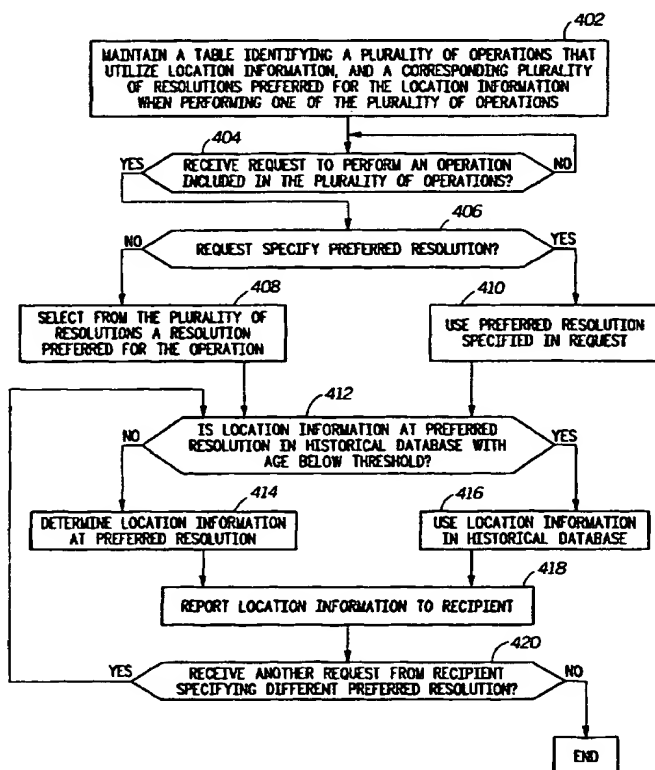 402
MAINTAIN A TABLE IDENTIFYING A PLURALITY OF OPERATIONS THAT
UTILIZE LOCATION INFORMATION, AND A CORRESPONDING PLURALITY
OF RESOLUTIONS PREFERRED FOR THE LOCATION INFORMATION
WHEN PERFORMING ONE OF THE PLURALITY OF OPERATIONS
404
YES
RECEIVE REQUEST TO PERFORM AN OPERATION
INCLUDED IN THE PLURALITY OF OPERATIONS?
NO
406
NO
REQUEST SPECIFY PREFERRED RESOLUTION?
YES
408
SELECT FROM THE PLURALITY OF
RESOLUTIONS A RESOLUTION
PREFERRED FOR THE OPERATION
410
USE PREFERRED RESOLUTION
SPECIFIED IN REQUEST
412
NO
IS LOCATION INFORMATION AT PREFERRED
RESOLUTION IN HISTORICAL DATABASE WITH
AGE BELOW THRESHOLD?
YES
414
DETERMINE LOCATION INFORMATION
AT PREFERRED RESOLUTION
416
USE LOCATION INFORMATION
IN HISTORICAL DATABASE
418
REPORT LOCATION INFORMATION TO RECIPIENT
420
YES
RECEIVE ANOTHER REQUEST FROM RECIPIENT
SPECIFYING DIFFERENT PREFERRED RESOLUTION?
NO
END